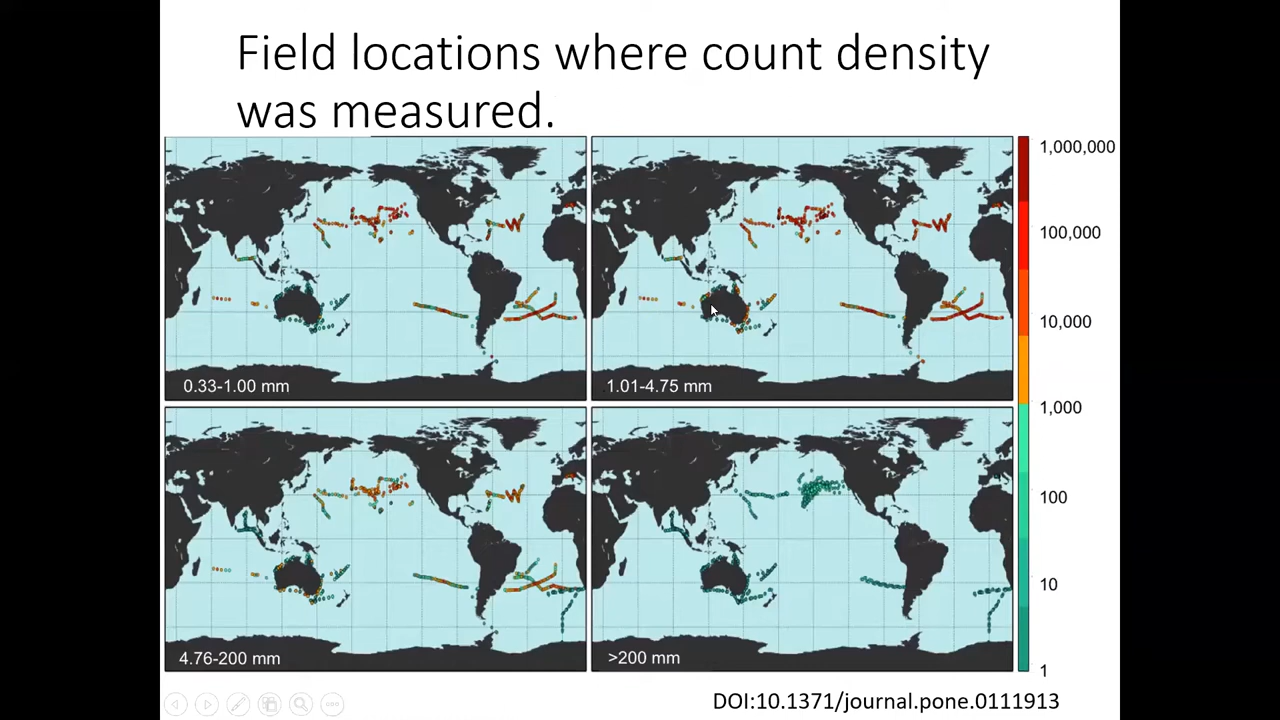 Field locations where count density
was measured.
1,000,000
100,000
10,000
1,000
100
10
1
0.33-1.00 mm
1.01-4.75 mm
4.76-200 mm
>200 mm
DOI:10.1371/journal.pone.0111913